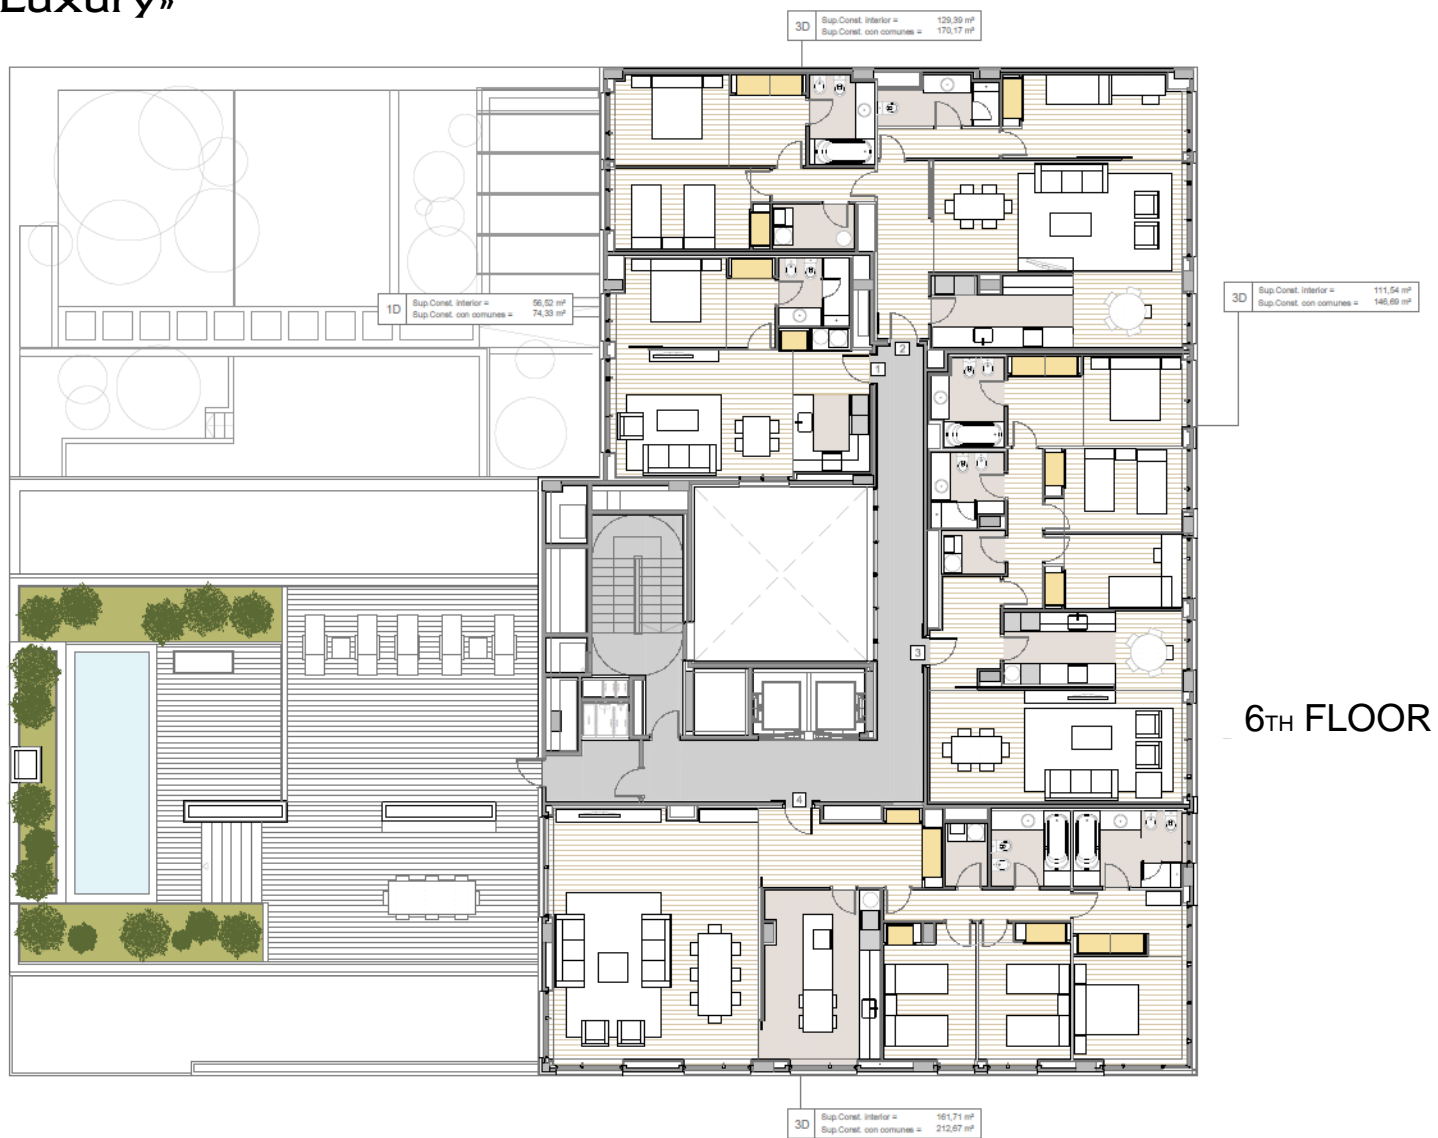 Luxury»
3D
Sup.Const. interior = 129,39 m²
Sup.Const. con comunes = 170,17 m²
1D
Sup.Const. interior = 56,52 m²
Sup.Const. con comunes = 74,33 m²
3D
Sup.Const. interior = 111,54 m²
Sup.Const. con comunes = 146,69 m²
2
1
3
6TH FLOOR
4
3D
Sup.Const. interior = 161,71 m²
Sup.Const. con comunes = 212,67 m²